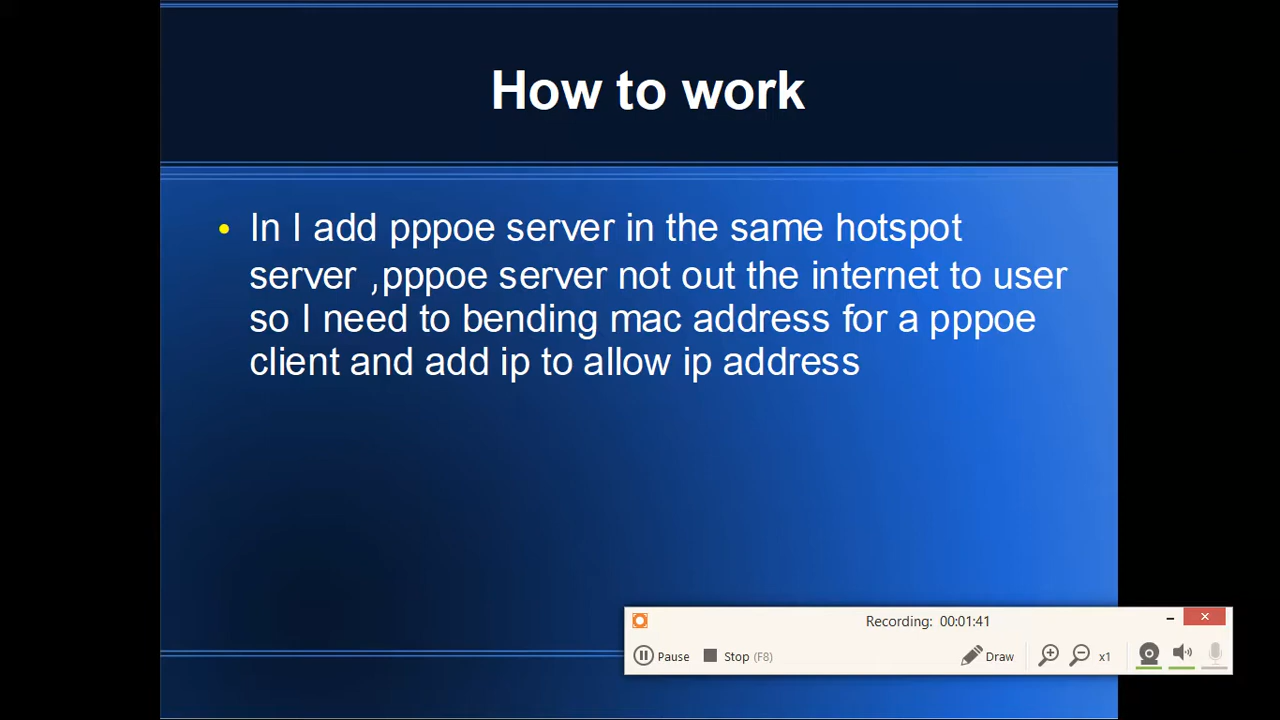 How to work
• In I add pppoe server in the same hotspot
server ,pppoe server not out the internet to user
so I need to bending mac address for a pppoe
client and add ip to allow ip address
Recording: 00:01:41
Pause Stop (F8) Draw x1